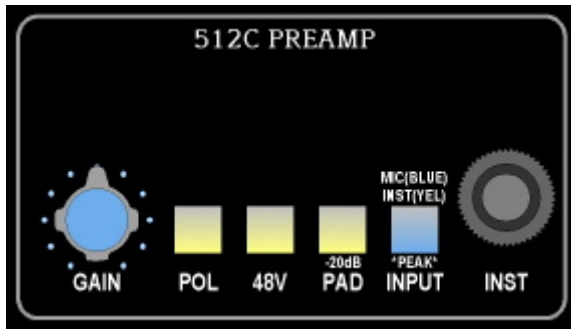 512C PREAMP
MIC(BLUE)
INST(YEL)
-20dB
*PEAK*
GAIN POL 48V PAD INPUT INST